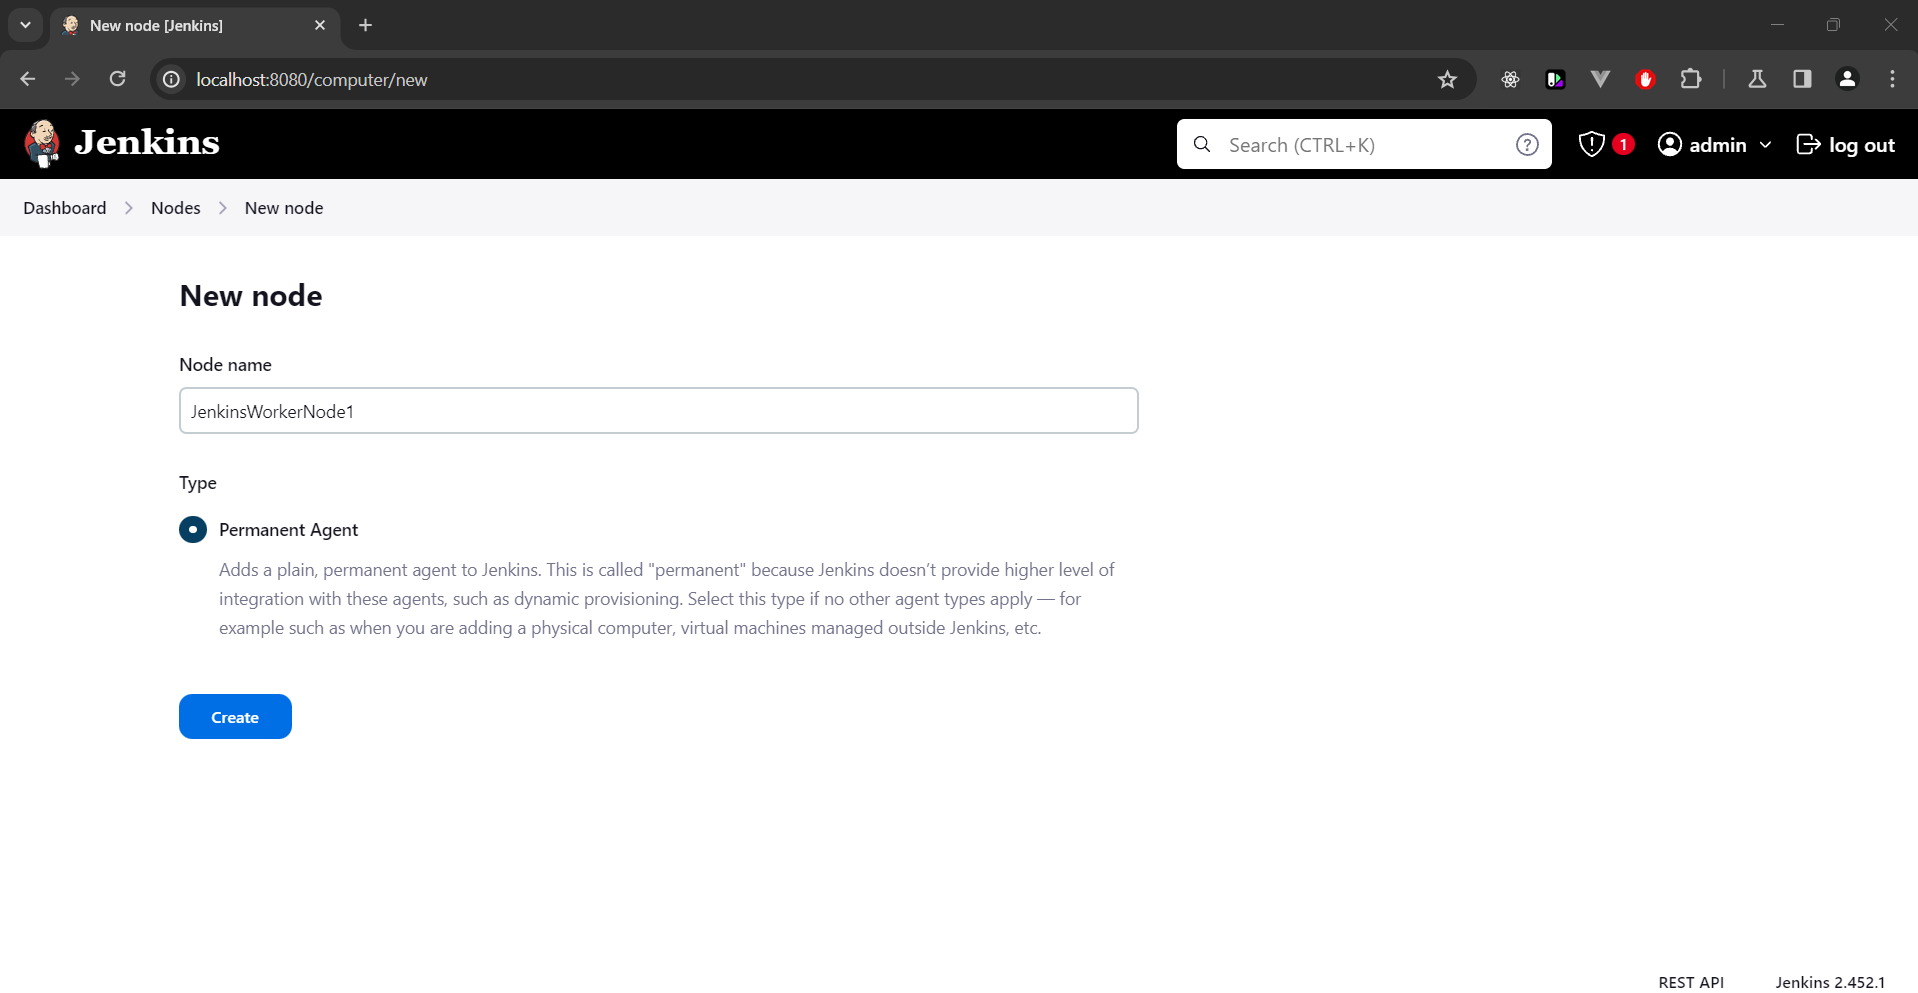 New node [Jenkins]
localhost:8080/computer/new
Jenkins
Search (CTRL+K)
1
admin
log out
Dashboard
Nodes
New node
New node
Node name
JenkinsWorkerNode1
Type
Permanent Agent
Adds a plain, permanent agent to Jenkins. This is called "permanent" because Jenkins doesn’t provide higher level of
integration with these agents, such as dynamic provisioning. Select this type if no other agent types apply — for
example such as when you are adding a physical computer, virtual machines managed outside Jenkins, etc.
Create
REST API
Jenkins 2.452.1